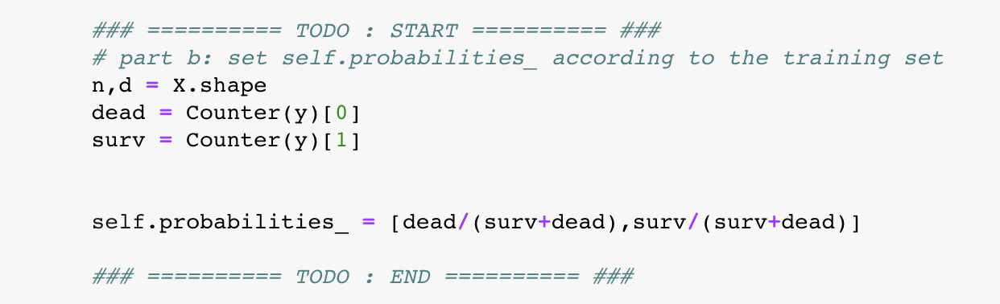 ### ========== TODO : START ========== ###
# part b: set self.probabilities_ according to the training set
n,d = X.shape
dead = Counter(y)[0]
surv = Counter(y)[1]
self.probabilities_ = [dead/(surv+dead),surv/(surv+dead)]
### ========== TODO : END ========== ###